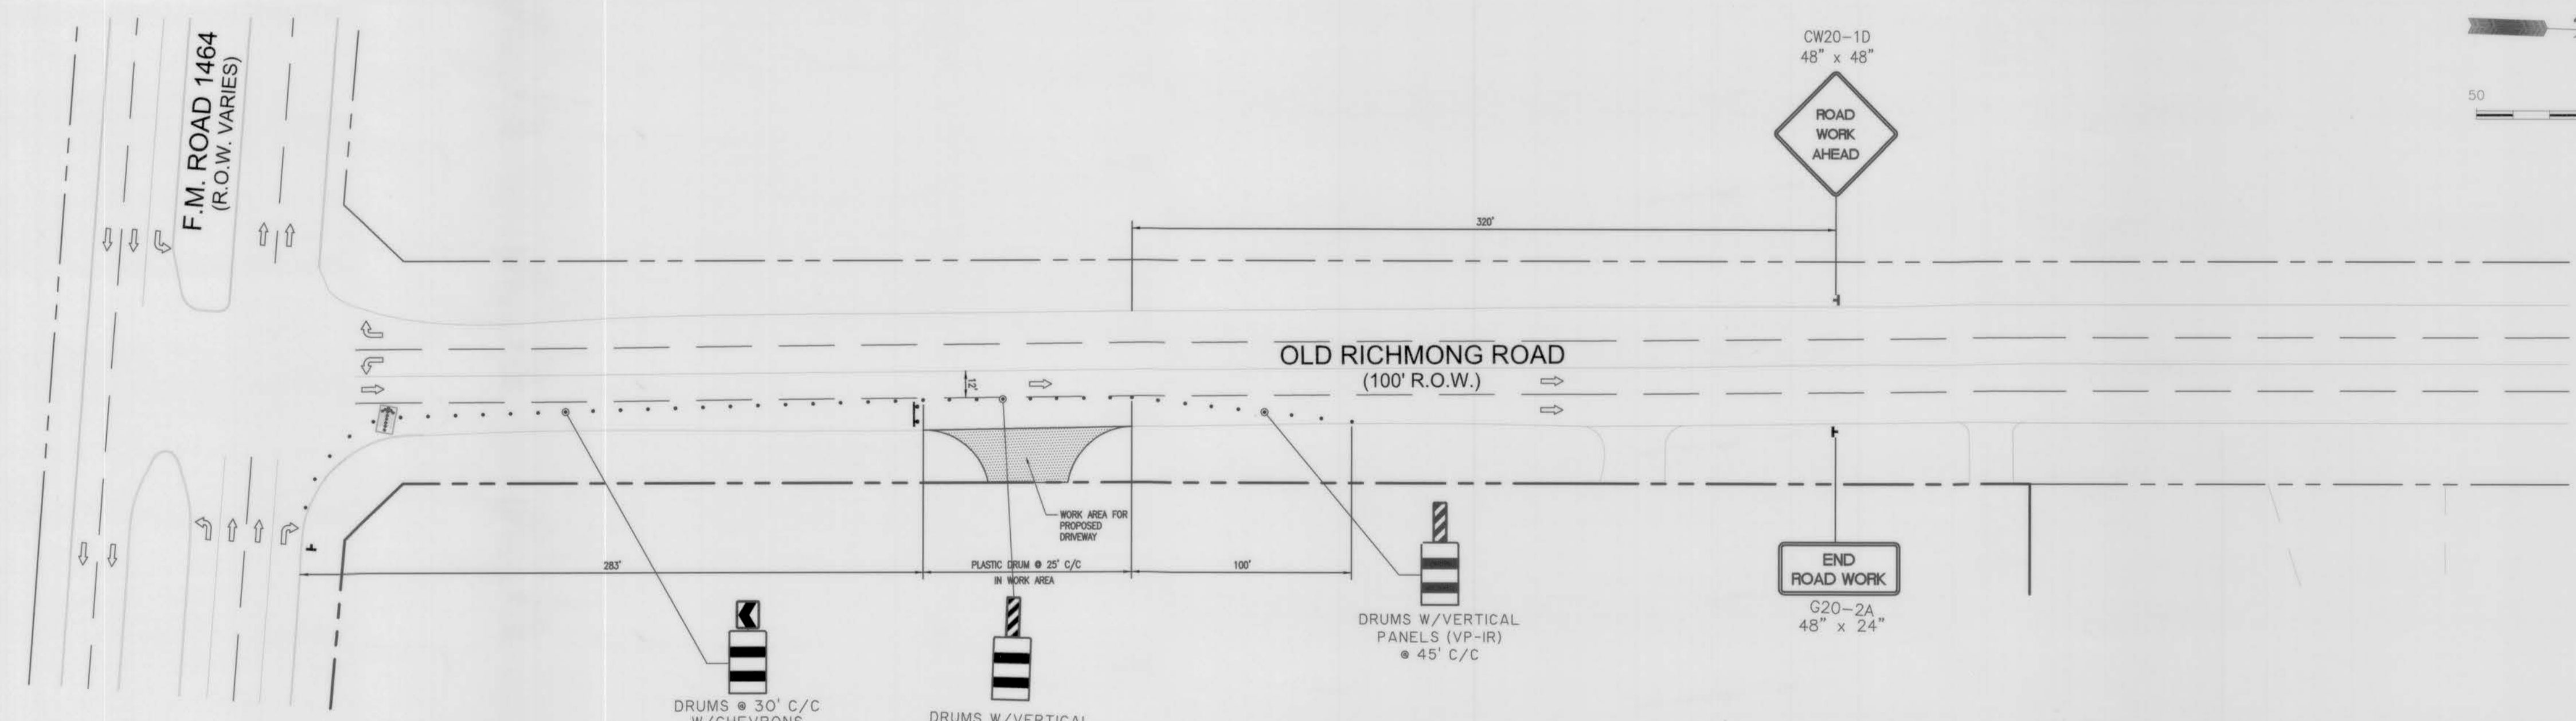 F.M. ROAD 1464
(R.O.W. VARIES)
CW20-1D
48" x 48"
ROAD
WORK
AHEAD
50
320'
OLD RICHMONG ROAD
(100' R.O.W.)
12'
WORK AREA FOR
PROPOSED
DRIVEWAY
283'
PLASTIC DRUM @ 25' C/C
IN WORK AREA
100'
DRUMS W/VERTICAL
PANELS (VP-IR)
@ 45' C/C
END
ROAD WORK
G20-2A
48" x 24"
DRUMS @ 30' C/C
W/CHEVRONS
DRUMS W/VERTICAL